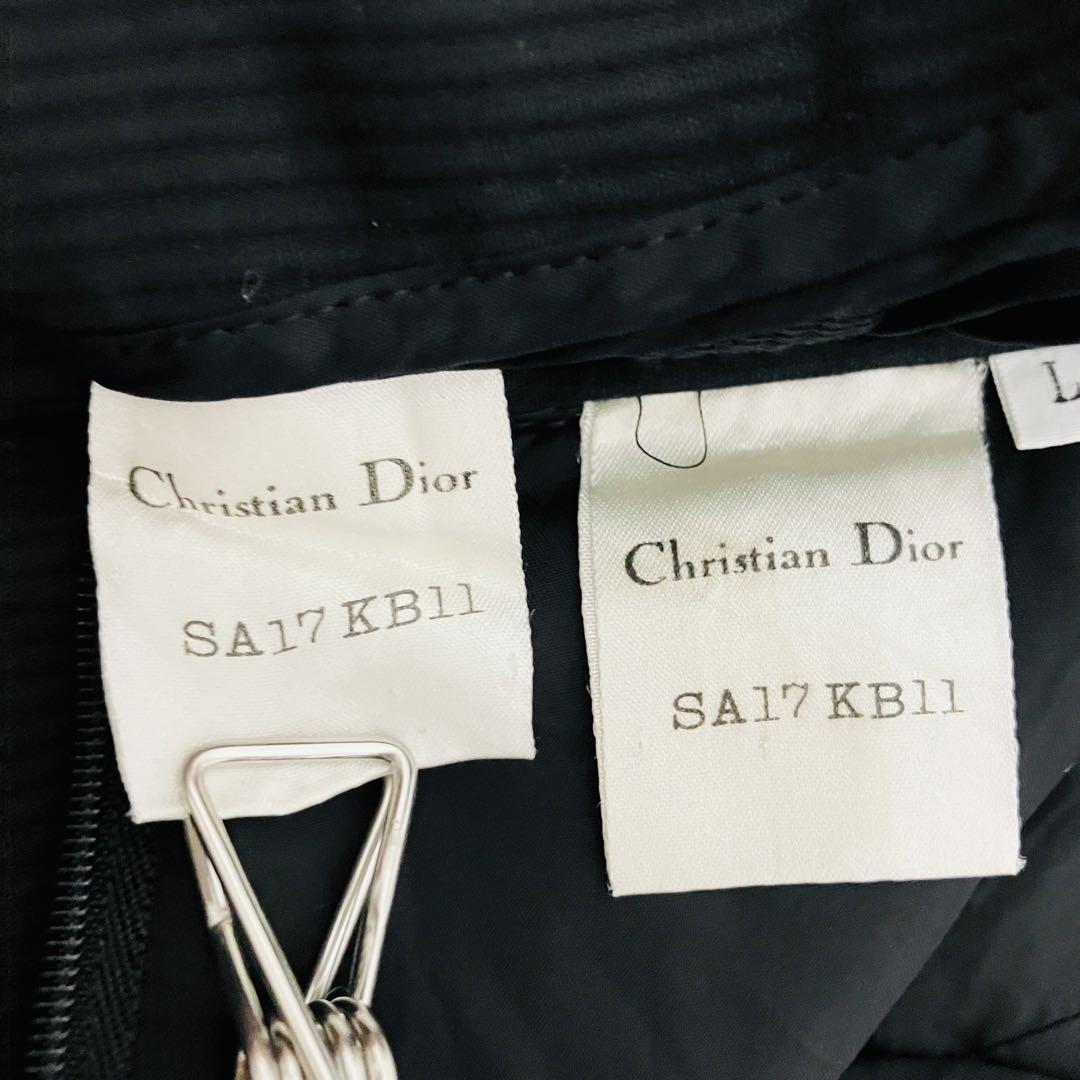 Christian Dior
SA17 KB11
Christian Dior
SA17 KB11
L